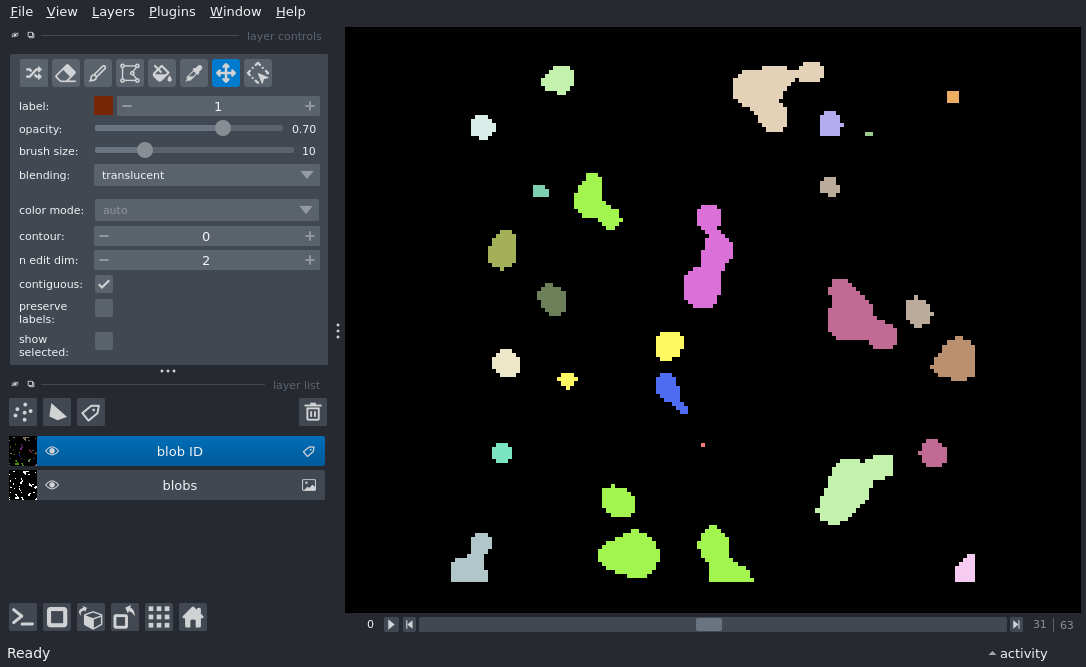 File View Layers Plugins Window Help
layer controls
label: 1
opacity: 0.70
brush size: 10
blending: translucent
color mode: auto
contour: 0
n edit dim: 2
contiguous:
preserve
labels:
show
selected:
layer list
blob ID
blobs
0 31 63
Ready activity